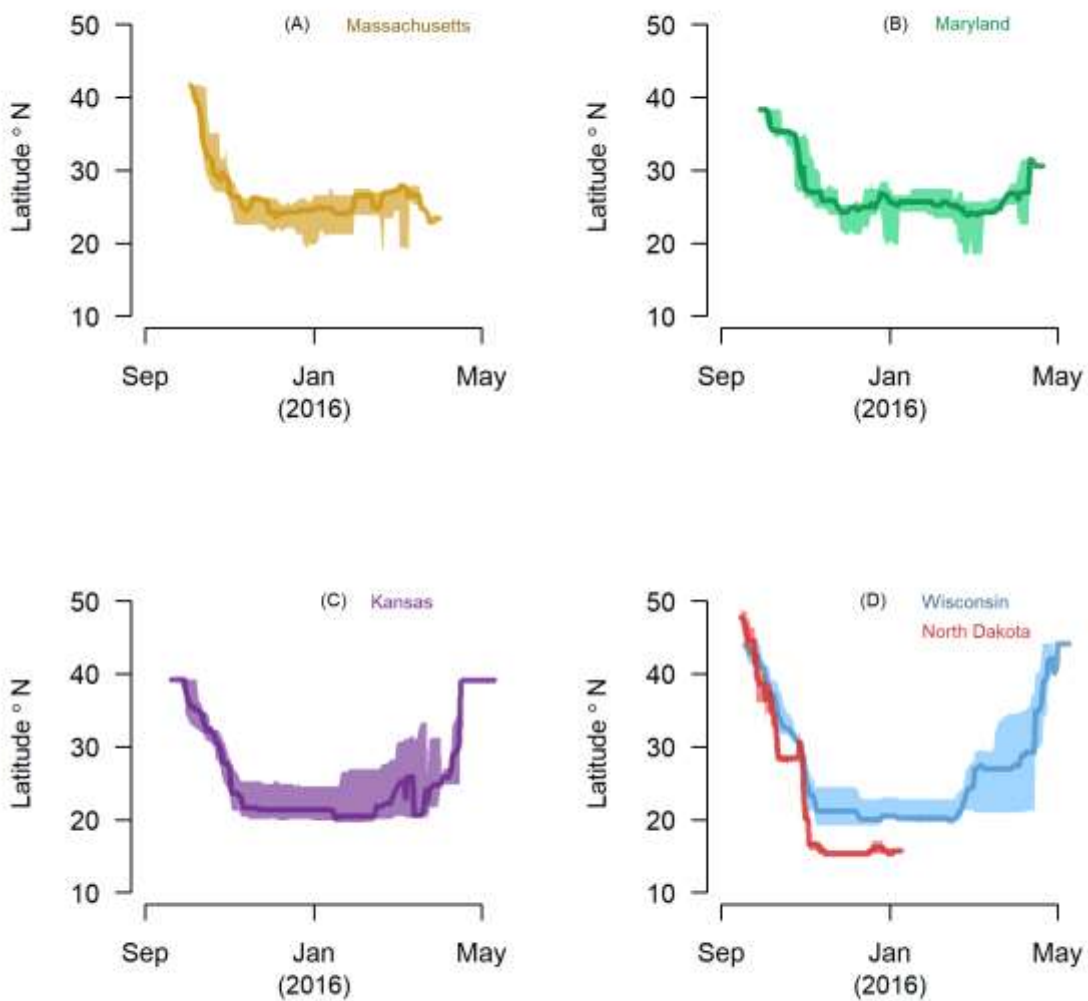 (A) Massachusetts
50
40
30
20
10
Latitude ° N
Sep Jan May
(2016)
(B) Maryland
50
40
30
20
10
Latitude ° N
Sep Jan May
(2016)
(C) Kansas
50
40
30
20
10
Latitude ° N
Sep Jan May
(2016)
(D) Wisconsin
North Dakota
50
40
30
20
10
Latitude ° N
Sep Jan May
(2016)